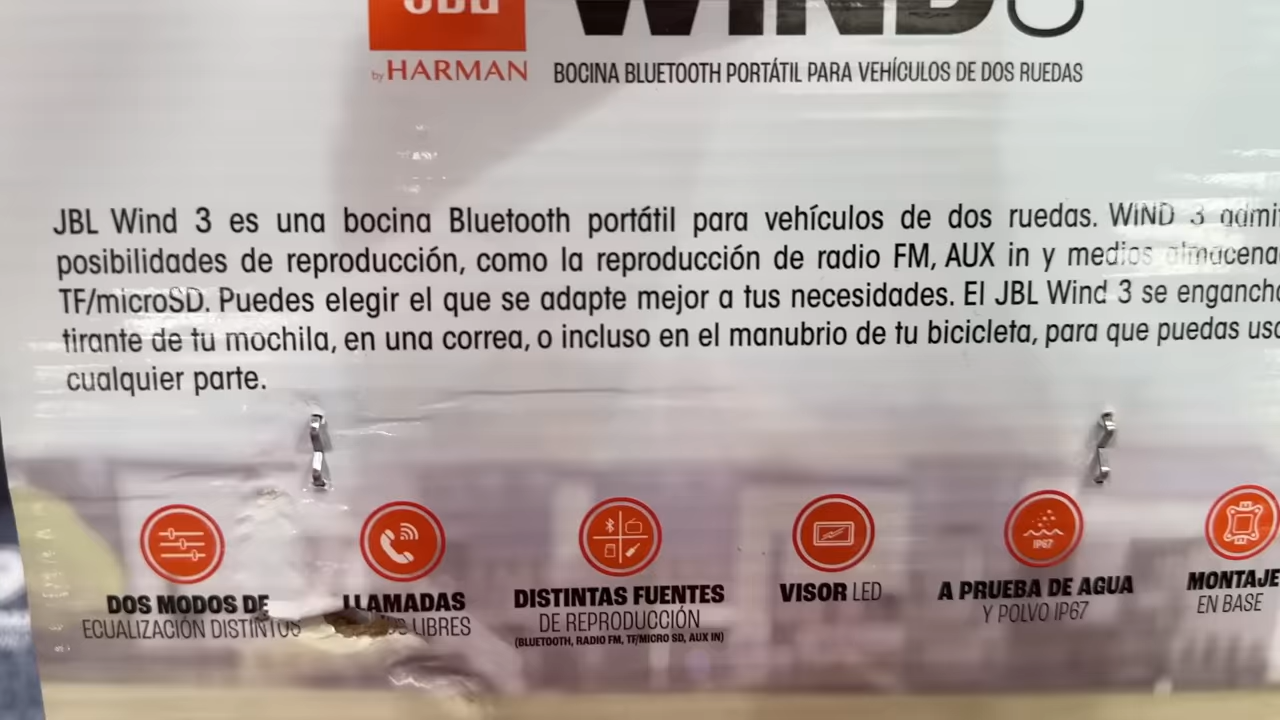 JBL WIND 3
by HARMAN
BOCINA BLUETOOTH PORTÁTIL PARA VEHÍCULOS DE DOS RUEDAS
JBL Wind 3 es una bocina Bluetooth portátil para vehículos de dos ruedas. WIND 3
posibilidades de reproducción, como la reproducción de radio FM, AUX in y medios
TF/microSD. Puedes elegir el que se adapte mejor a tus necesidades. El JBL Wind 3 se
tirante de tu mochila, en una correa, o incluso en el manubrio de tu bicicleta, para que puedas
cualquier parte.
DOS MODOS DE
ECUALIZACIÓN DISTINTOS
LLAMADAS
LIBRES
DISTINTAS FUENTES
DE REPRODUCCIÓN
(BLUETOOTH, RADIO FM, TF/MICRO SD, AUX IN)
VISOR LED
IP67
A PRUEBA DE AGUA
Y POLVO IP67
MONTAJE
EN BASE